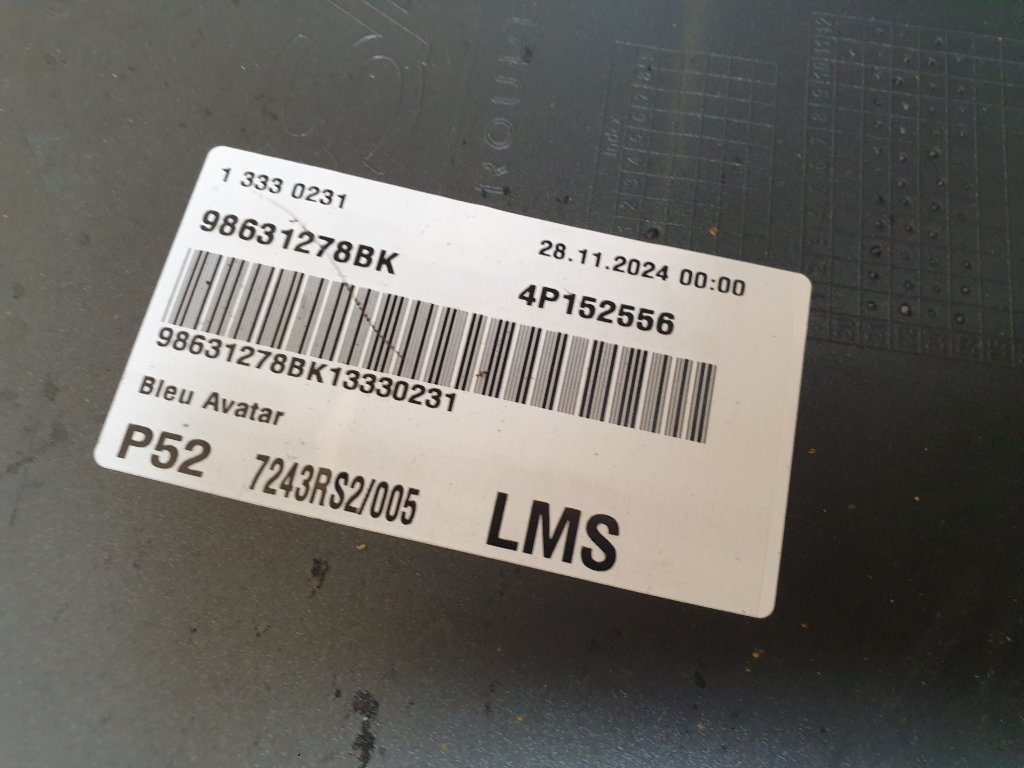 1 333 0231
98631278BK
28.11.2024 00:00
4P152556
98631278BK13330231
Bleu Avatar
P52
7243RS2/005
LMS